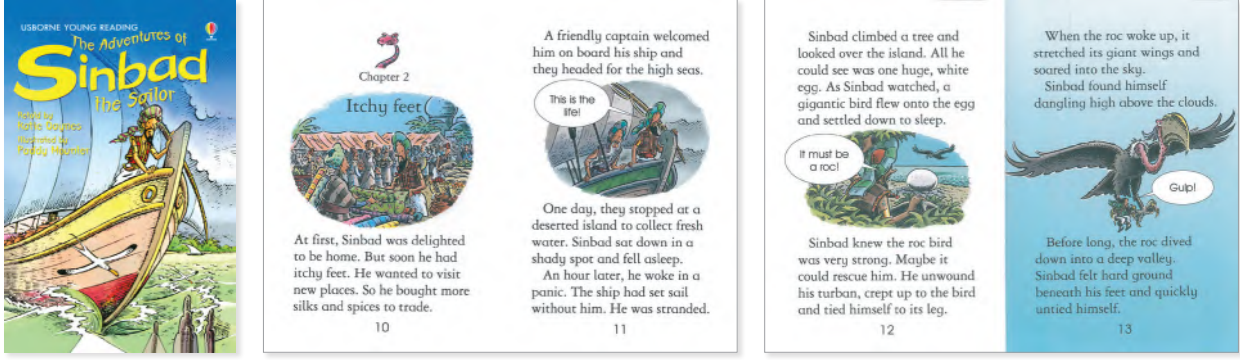 USBORNE YOUNG READING
The Adventures of
Sinbad
the Sailor
Retold by
Katie Daynes
Illustrated by
Paddy Mounter
Chapter 2
Itchy feet
At first, Sinbad was delighted
to be home. But soon he had
itchy feet. He wanted to visit
new places. So he bought more
silks and spices to trade.
10
A friendly captain welcomed
him on board his ship and
they headed for the high seas.
This is the
life!
One day, they stopped at a
deserted island to collect fresh
water. Sinbad sat down in a
shady spot and fell asleep.
An hour later, he woke in a
panic. The ship had set sail
without him. He was stranded.
11
Sinbad climbed a tree and
looked over the island. All he
could see was one huge, white
egg. As Sinbad watched, a
gigantic bird flew onto the egg
and settled down to sleep.
It must be
a roc!
Sinbad knew the roc bird
was very strong. Maybe it
could rescue him. He unwound
his turban, crept up to the bird
and tied himself to its leg.
12
When the roc woke up, it
stretched its giant wings and
soared into the sky.
Sinbad found himself
dangling high above the clouds.
Gulp!
Before long, the roc dived
down into a deep valley.
Sinbad felt hard ground
beneath his feet and quickly
untied himself.
13